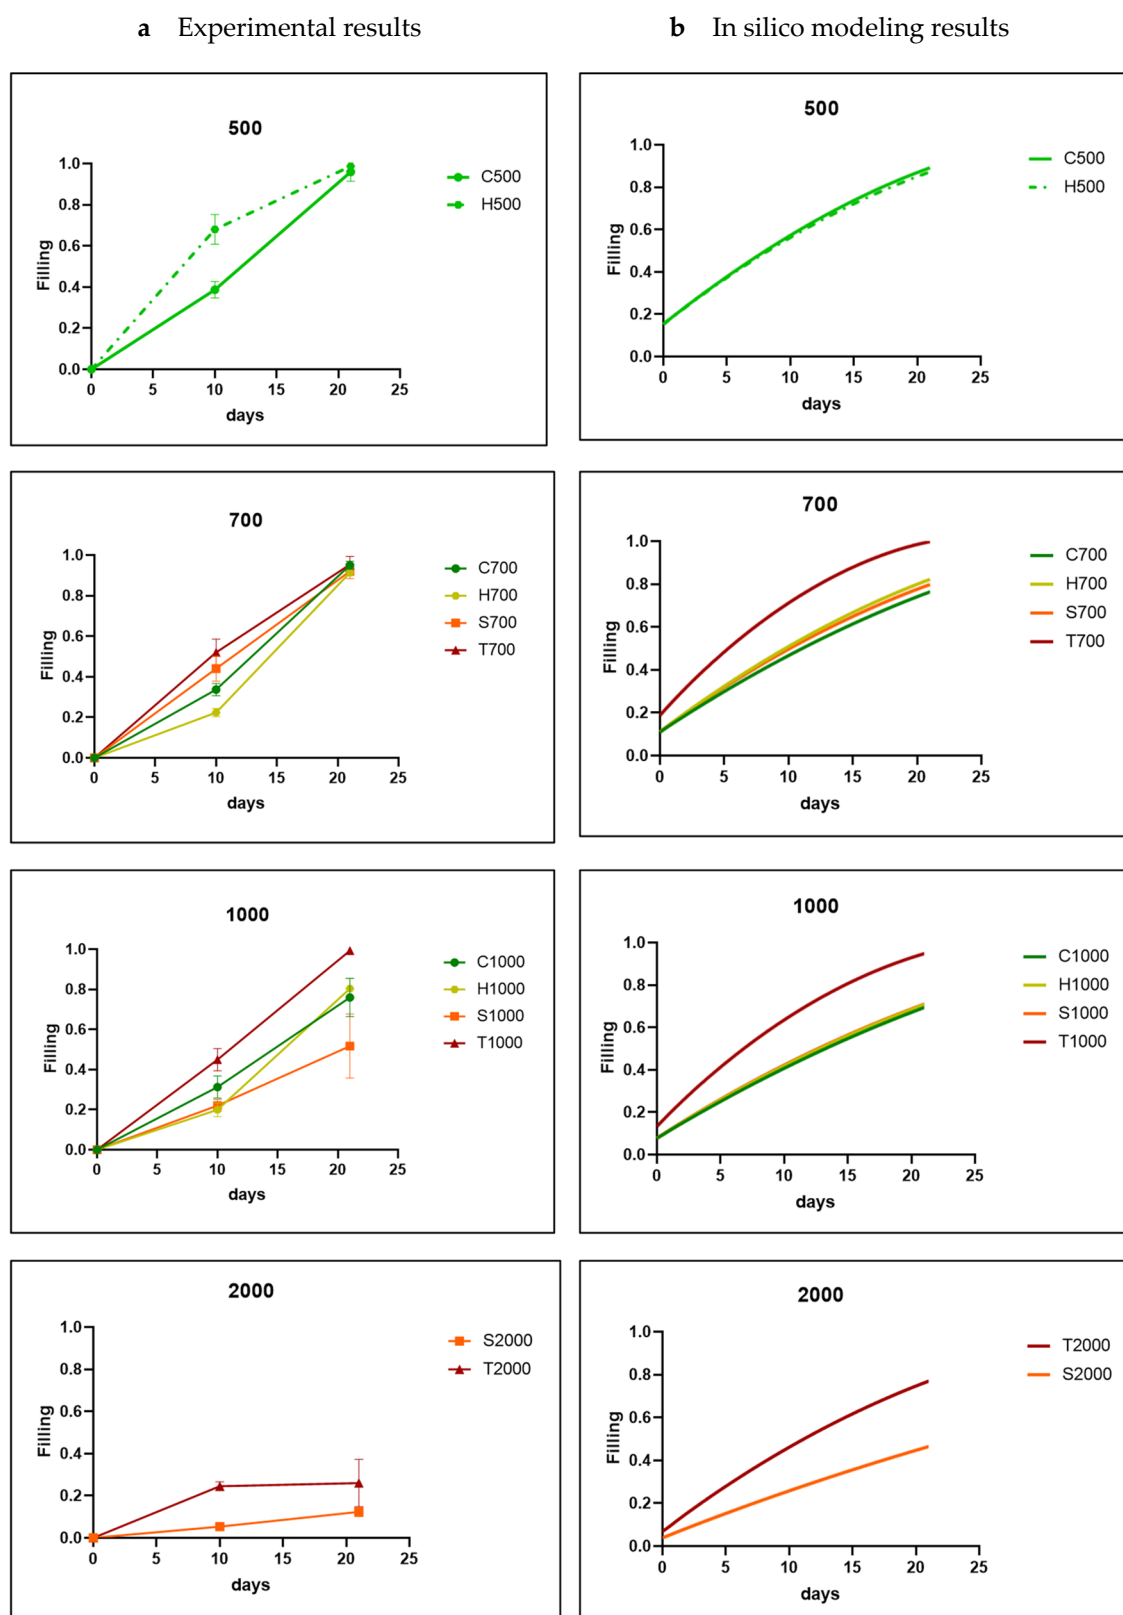 a Experimental results
b In silico modeling results
500
Filling
1.0
0.8
0.6
0.4
0.2
0.0
0 5 10 15 20 25
days
C500
H500
500
Filling
1.0
0.8
0.6
0.4
0.2
0.0
0 5 10 15 20 25
days
C500
H500
700
Filling
1.0
0.8
0.6
0.4
0.2
0.0
0 5 10 15 20 25
days
C700
H700
S700
T700
700
Filling
1.0
0.8
0.6
0.4
0.2
0.0
0 5 10 15 20 25
days
C700
H700
S700
T700
1000
Filling
1.0
0.8
0.6
0.4
0.2
0.0
0 5 10 15 20 25
days
C1000
H1000
S1000
T1000
1000
Filling
1.0
0.8
0.6
0.4
0.2
0.0
0 5 10 15 20 25
days
C1000
H1000
S1000
T1000
2000
Filling
1.0
0.8
0.6
0.4
0.2
0.0
0 5 10 15 20 25
days
S2000
T2000
2000
Filling
1.0
0.8
0.6
0.4
0.2
0.0
0 5 10 15 20 25
days
T2000
S2000